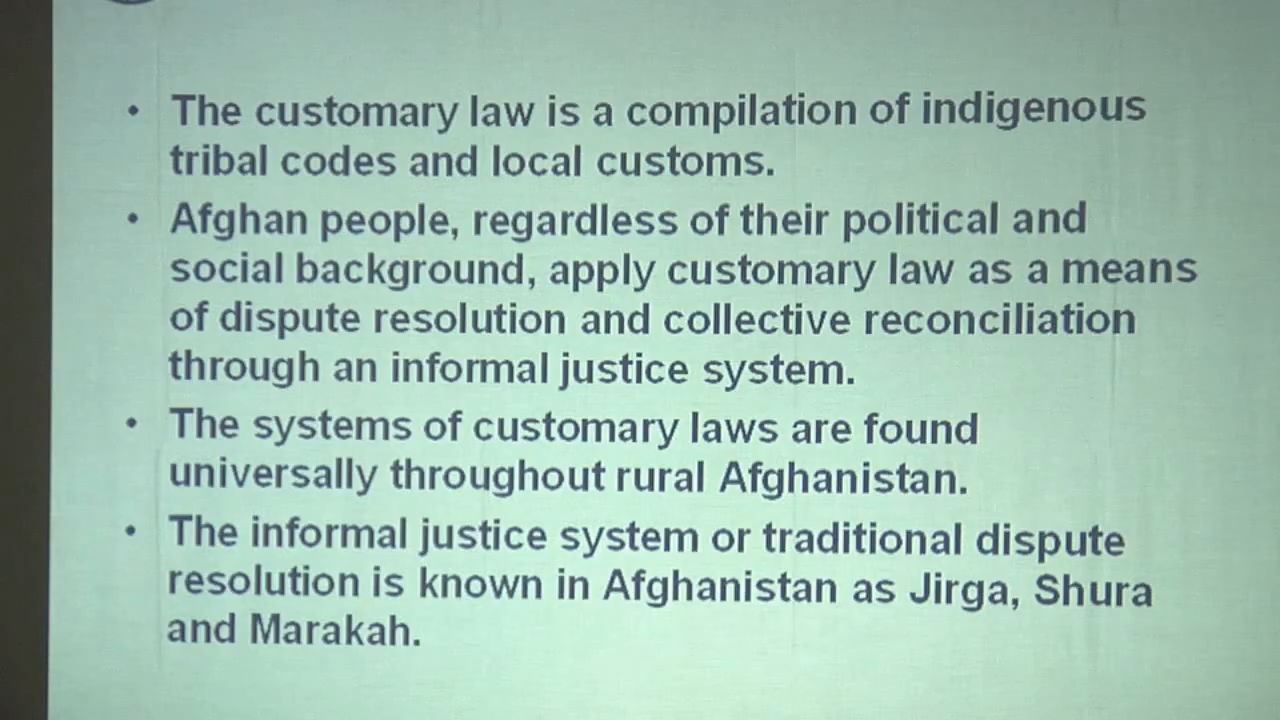 • The customary law is a compilation of indigenous
tribal codes and local customs.
• Afghan people, regardless of their political and
social background, apply customary law as a means
of dispute resolution and collective reconciliation
through an informal justice system.
• The systems of customary laws are found
universally throughout rural Afghanistan.
• The informal justice system or traditional dispute
resolution is known in Afghanistan as Jirga, Shura
and Marakah.